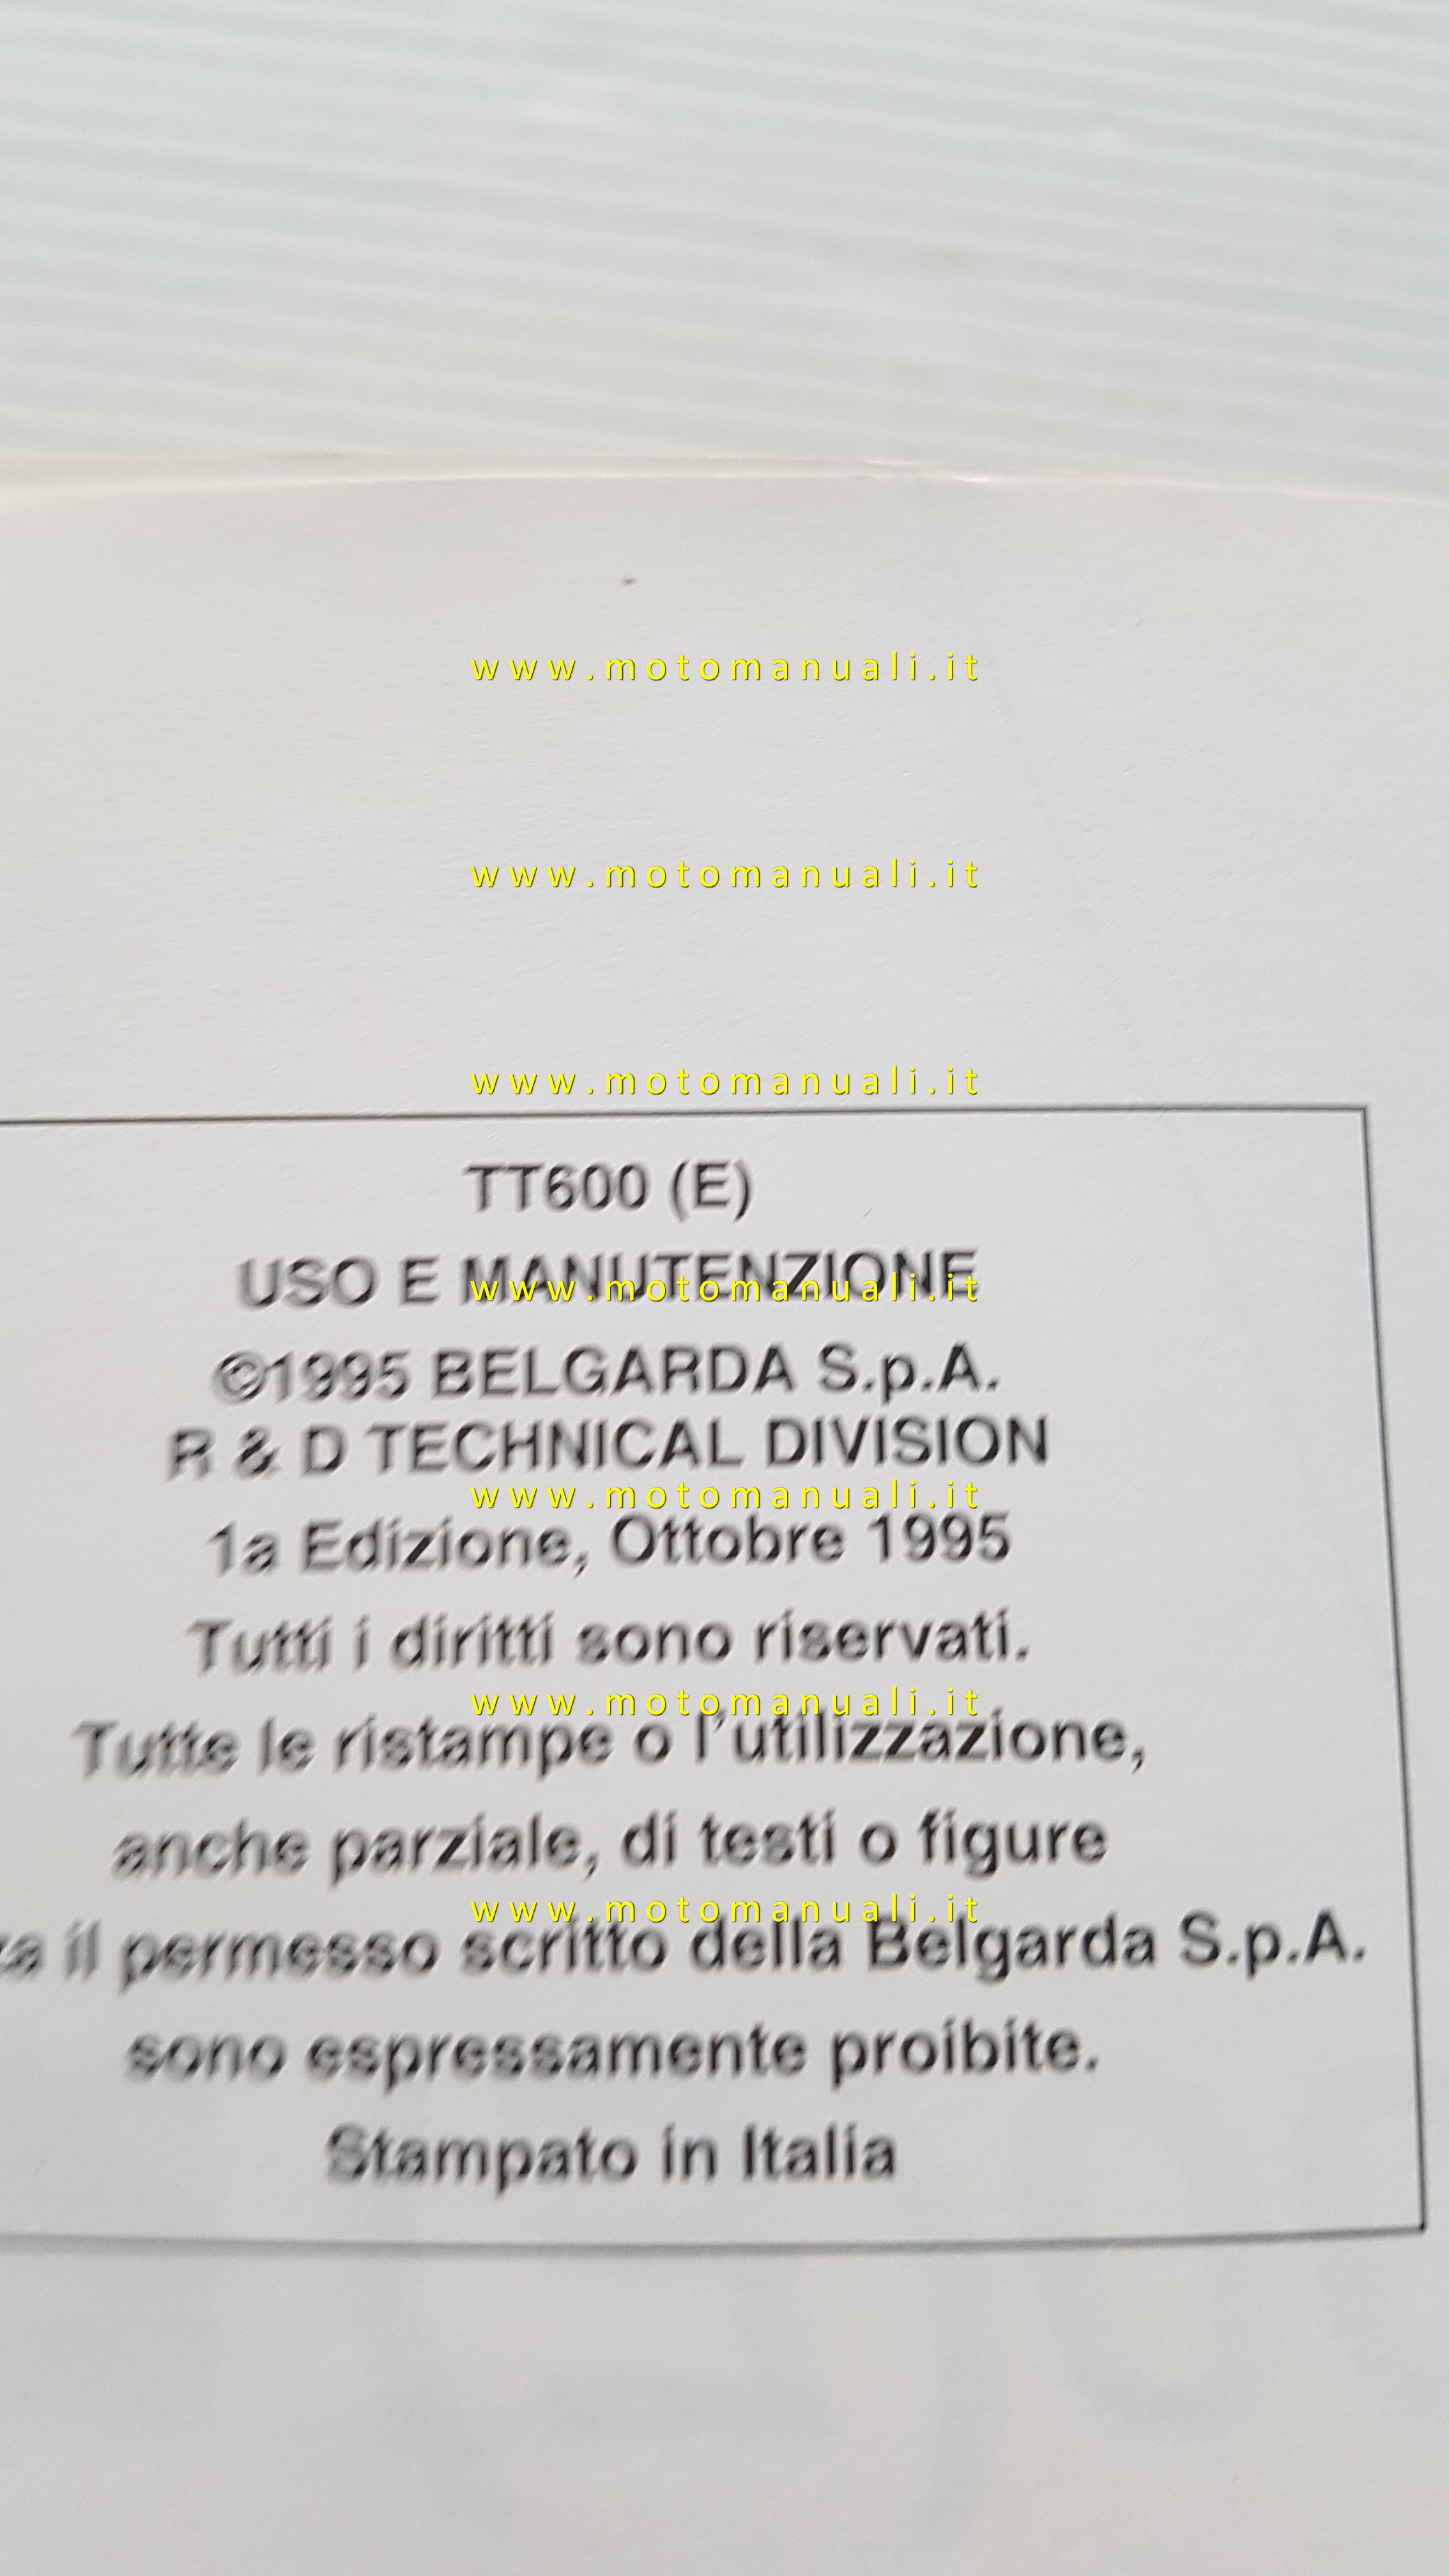 www.motomanuali.it
www.motomanuali.it
www.motomanuali.it
TT600 (E)
USO E MANUTENZIONE
www.motomanuali.it
©1995 BELGARDA S.p.A.
R & D TECHNICAL DIVISION
www.motomanuali.it
1a Edizione, Ottobre 1995
Tutti i diritti sono riservati.
www.motomanuali.it
Tutte le ristampe o l'utilizzazione,
anche parziale, di testi o figure
www.motomanuali.it
il permesso scritto della Belgarda S.p.A.
sono espressamente proibite.
Stampato in Italia